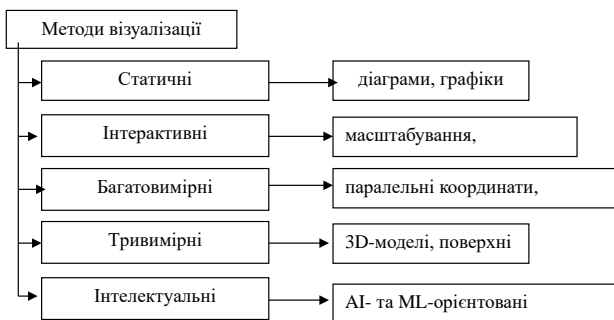 Методи візуалізації
Статичні
діаграми, графіки
Інтерактивні
масштабування,
Багатовимірні
паралельні координати,
Тривимірні
3D-моделі, поверхні
Інтелектуальні
AI- та ML-орієнтовані